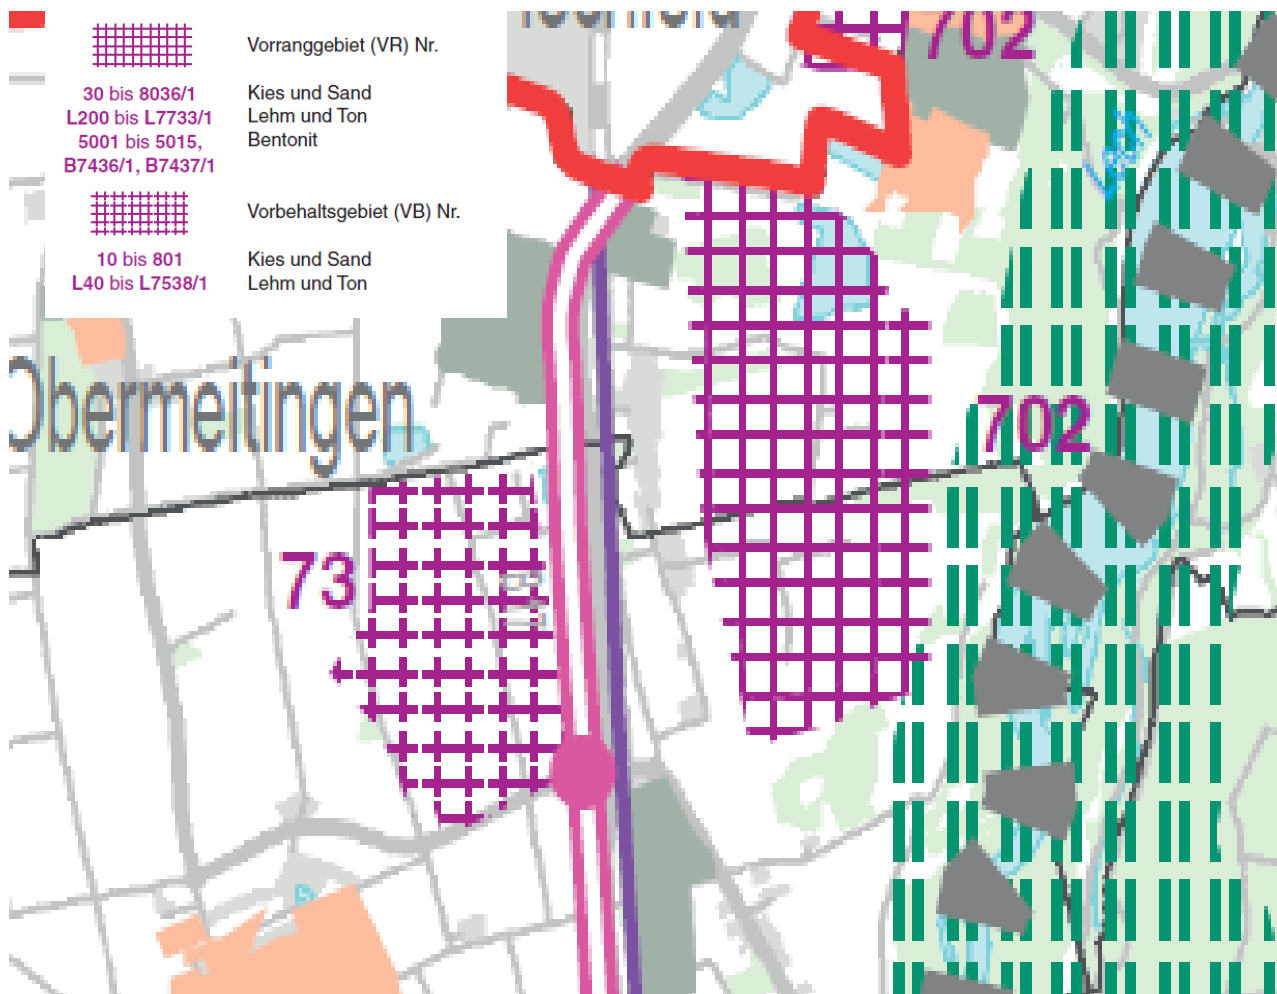 702
Vorranggebiet (VR) Nr.
30 bis 8036/1 Kies und Sand
L200 bis L7733/1 Lehm und Ton
5001 bis 5015, Bentonit
B7436/1, B7437/1
Vorbehaltsgebiet (VB) Nr.
10 bis 801 Kies und Sand
L40 bis L7538/1 Lehm und Ton
Lech
Obermeitingen
702
73